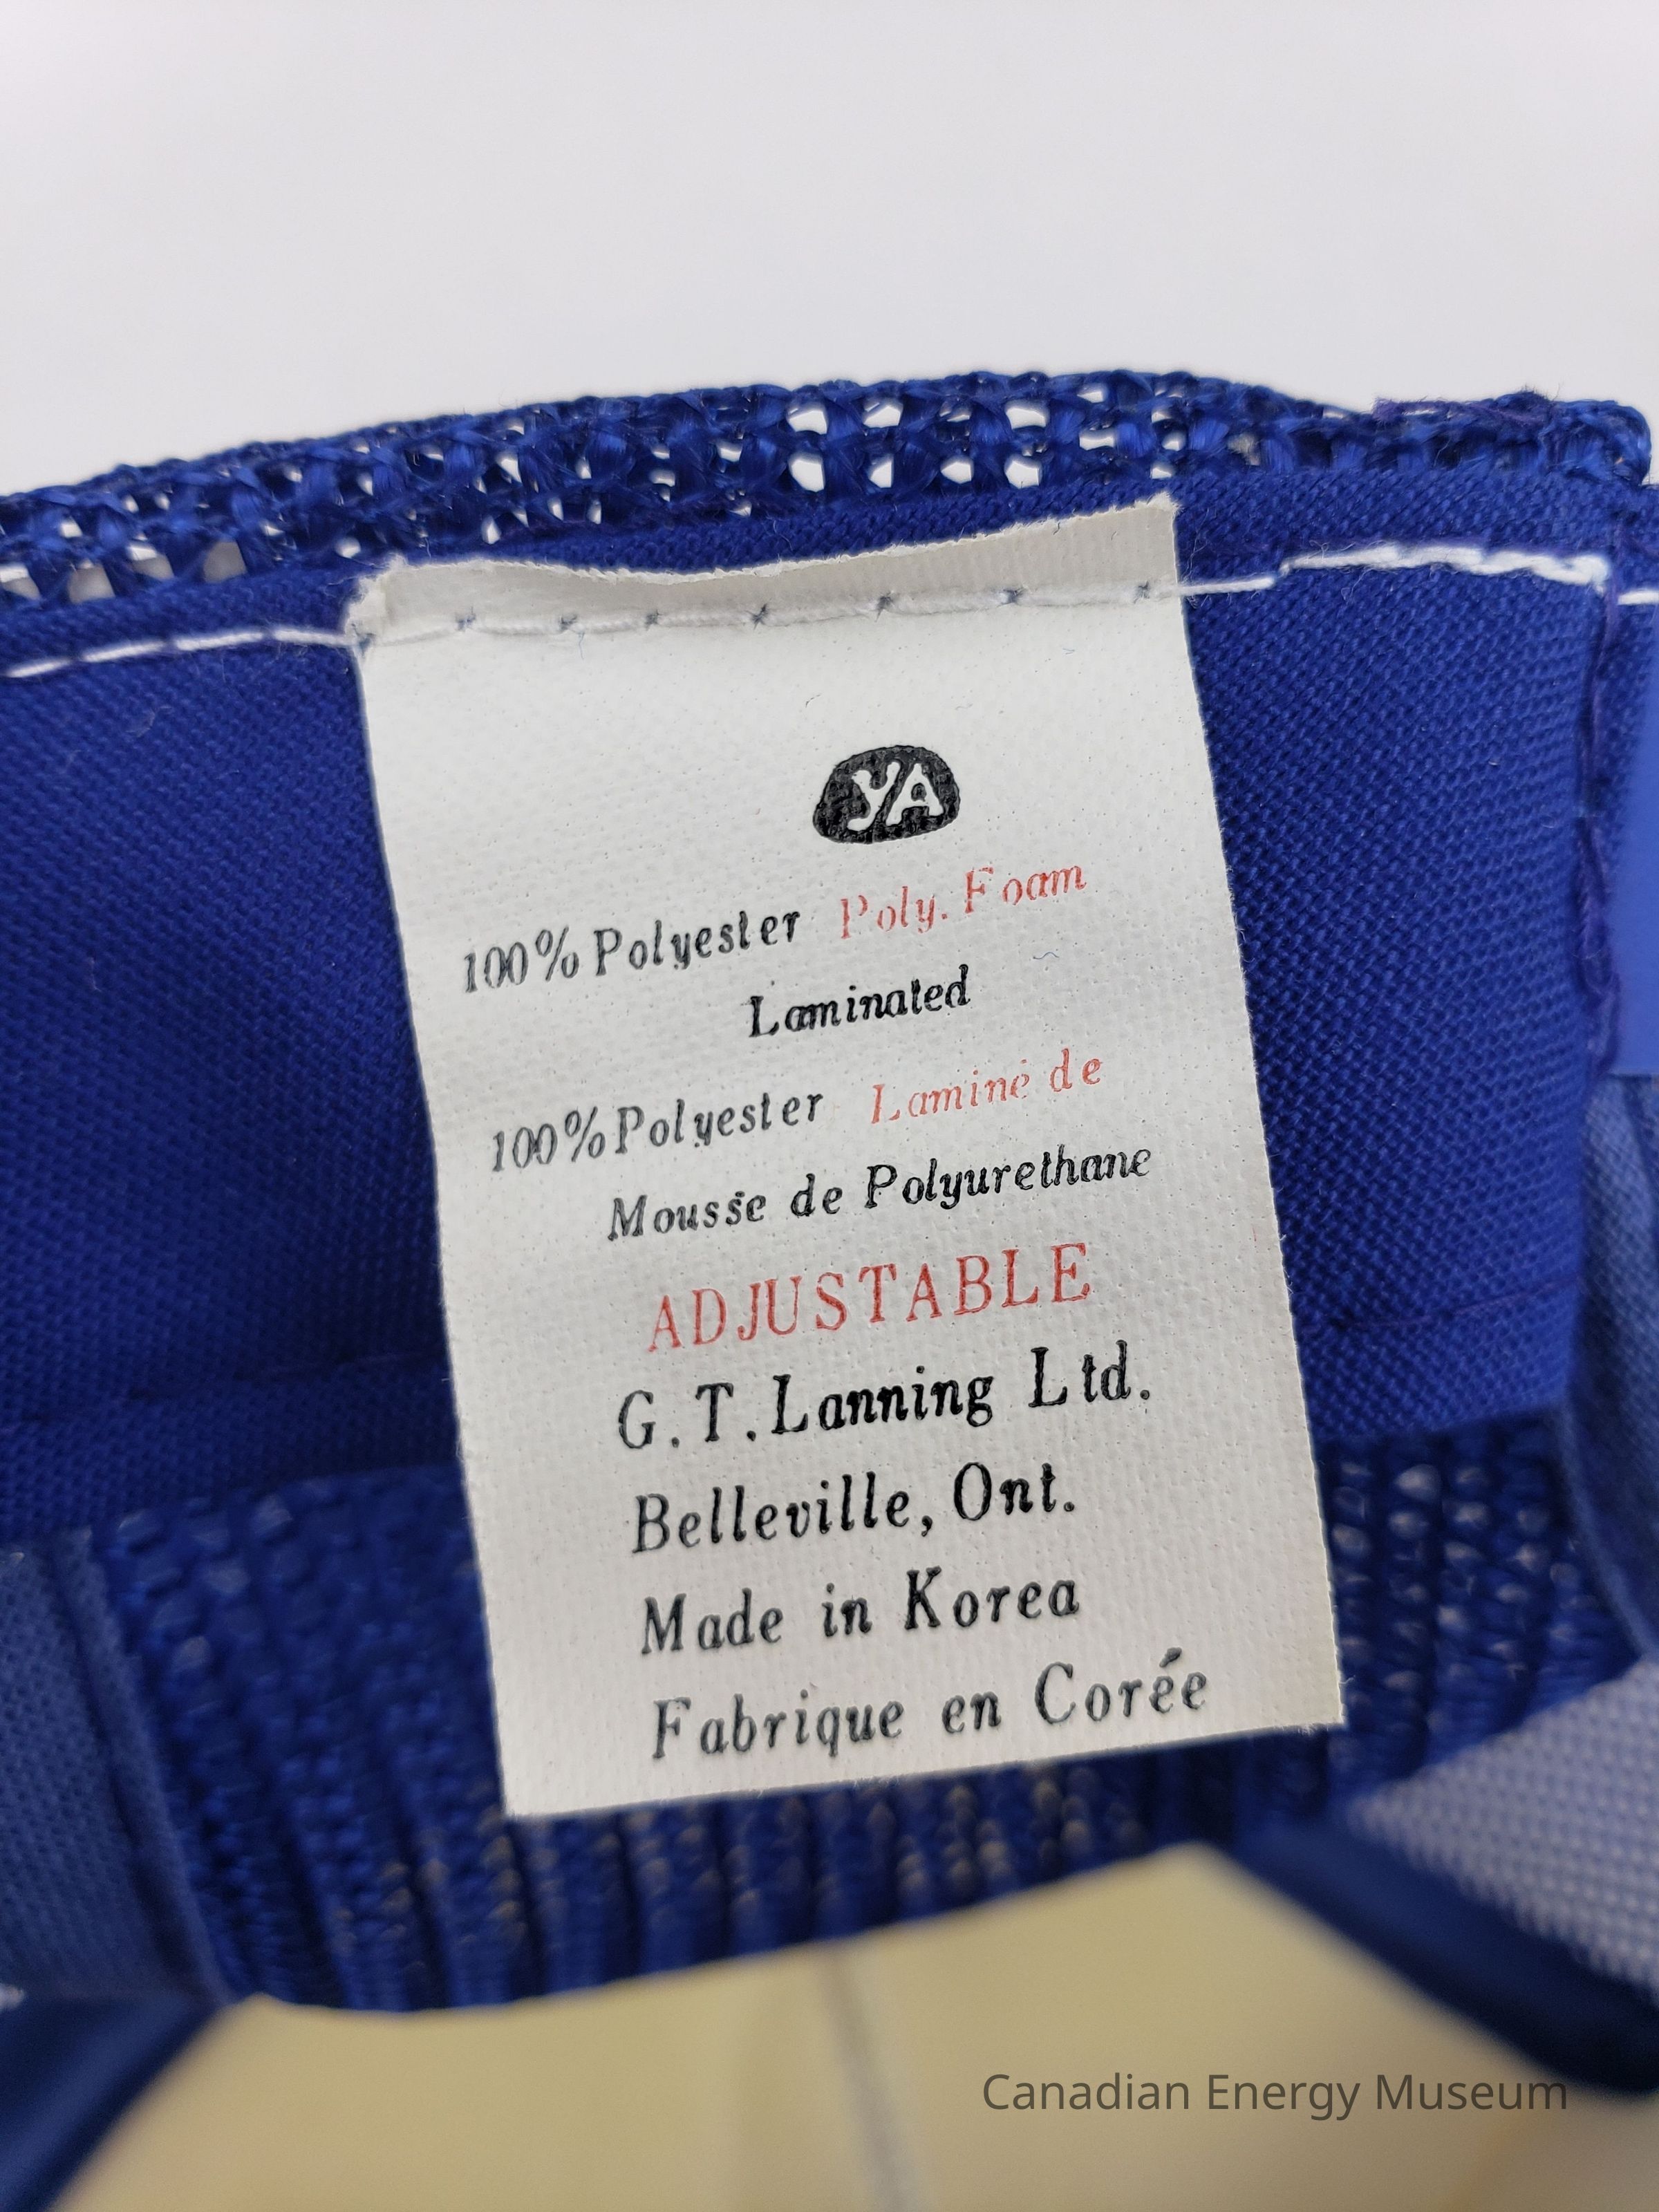 YA
100% Polyester Poly. Foam
Laminated
100% Polyester Laminé de
Mousse de Polyurethane
ADJUSTABLE
G.T. Lanning Ltd.
Belleville, Ont.
Made in Korea
Fabrique en Corée
Canadian Energy Museum